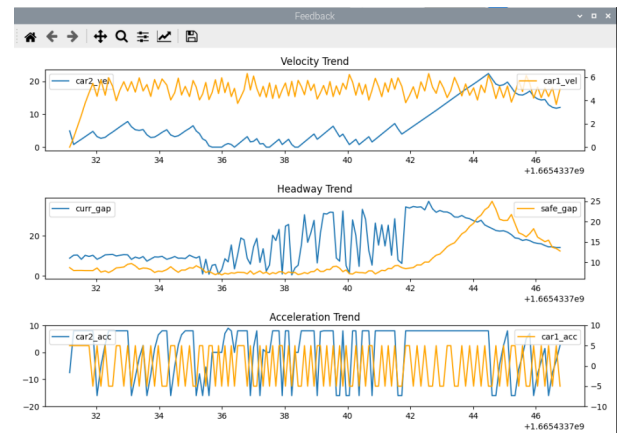 Feedback
Velocity Trend
car2_vel
car1_vel
20
10
0
6
4
2
0
32 34 36 38 40 42 44 46
+1.6654337e9
Headway Trend
curr_gap
safe_gap
20
0
25
20
15
10
32 34 36 38 40 42 44 46
+1.6654337e9
Acceleration Trend
car2_acc
car1_acc
10
0
−10
−20
10
5
0
−5
−10
32 34 36 38 40 42 44 46
+1.6654337e9